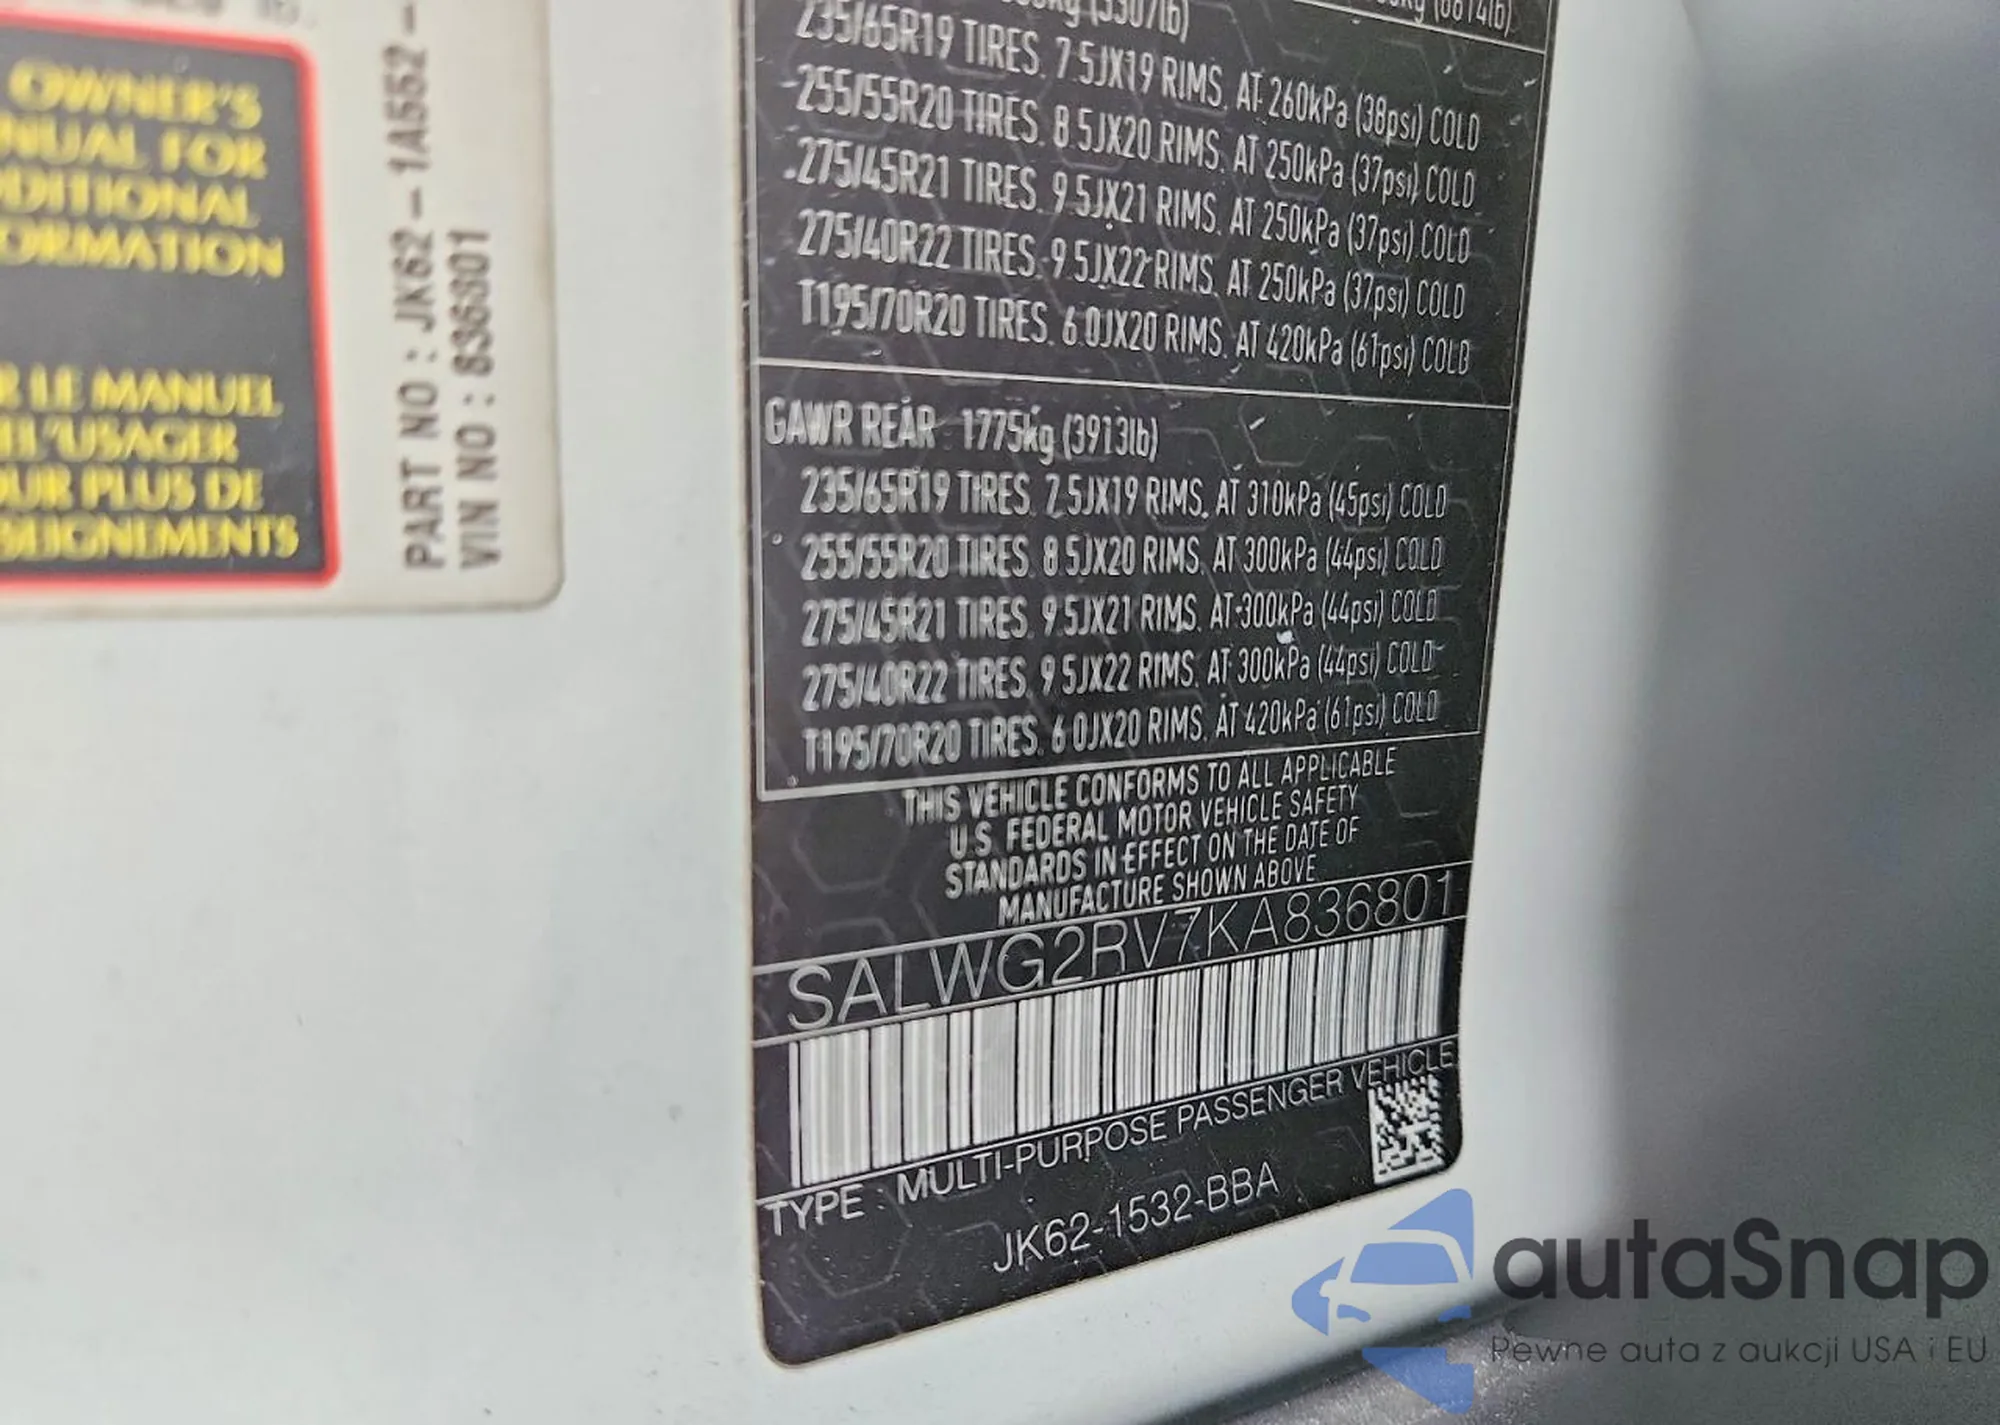 OWNER'S
FOR
LE MANUEL
PLUS DE
PART NO : JK62-1A552-
VIN NO : 836801
(3307lb)
235/65R19 TIRES. 7.5JX19 RIMS. AT 260kPa (38psi) COLD
255/55R20 TIRES. 8.5JX20 RIMS. AT 250kPa (37psi) COLD
275/45R21 TIRES. 9.5JX21 RIMS. AT 250kPa (37psi) COLD
275/40R22 TIRES. 9.5JX22 RIMS. AT 250kPa (37psi) COLD
T195/70R20 TIRES. 6.0JX20 RIMS. AT 420kPa (61psi) COLD
GAWR REAR 1775kg (3913lb)
235/65R19 TIRES. 7.5JX19 RIMS. AT 310kPa (45psi) COLD
255/55R20 TIRES. 8.5JX20 RIMS. AT 300kPa (44psi) COLD
275/45R21 TIRES. 9.5JX21 RIMS. AT 300kPa (44psi) COLD
275/40R22 TIRES. 9.5JX22 RIMS. AT 300kPa (44psi) COLD
T195/70R20 TIRES. 6.0JX20 RIMS. AT 420kPa (61psi) COLD
THIS VEHICLE CONFORMS TO ALL APPLICABLE
U.S. FEDERAL MOTOR VEHICLE SAFETY
STANDARDS IN EFFECT ON THE DATE OF
MANUFACTURE SHOWN ABOVE
SALWG2RV7KA836801
TYPE : MULTI-PURPOSE PASSENGER VEHICLE
JK62-1532-BBA
autaSnap
Pewne auta z aukcji USA i EU